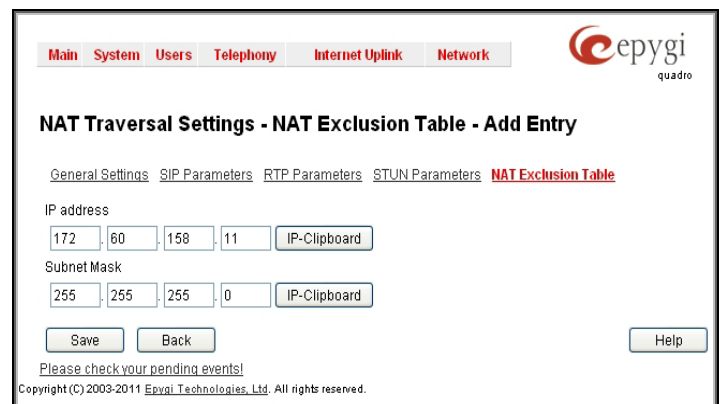 Main System Users Telephony Internet Uplink Network
epygi
quadro
NAT Traversal Settings - NAT Exclusion Table - Add Entry
General Settings SIP Parameters RTP Parameters STUN Parameters NAT Exclusion Table
IP address
172 . 60 . 158 . 11 IP-Clipboard
Subnet Mask
255 . 255 . 255 . 0 IP-Clipboard
Save Back Help
Please check your pending events!
Copyright (C) 2003-2011 Epygi Technologies, Ltd. All rights reserved.